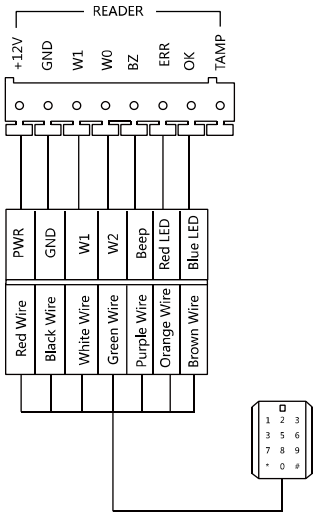 READER
+12V
GND
W1
W0
BZ
ERR
OK
TAMP
PWR
GND
W1
W2
Beep
Red LED
Blue LED
Red Wire
Black Wire
White Wire
Green Wire
Purple Wire
Orange Wire
Brown Wire
1 2 3
3 5 6
7 8 9
* 0 #